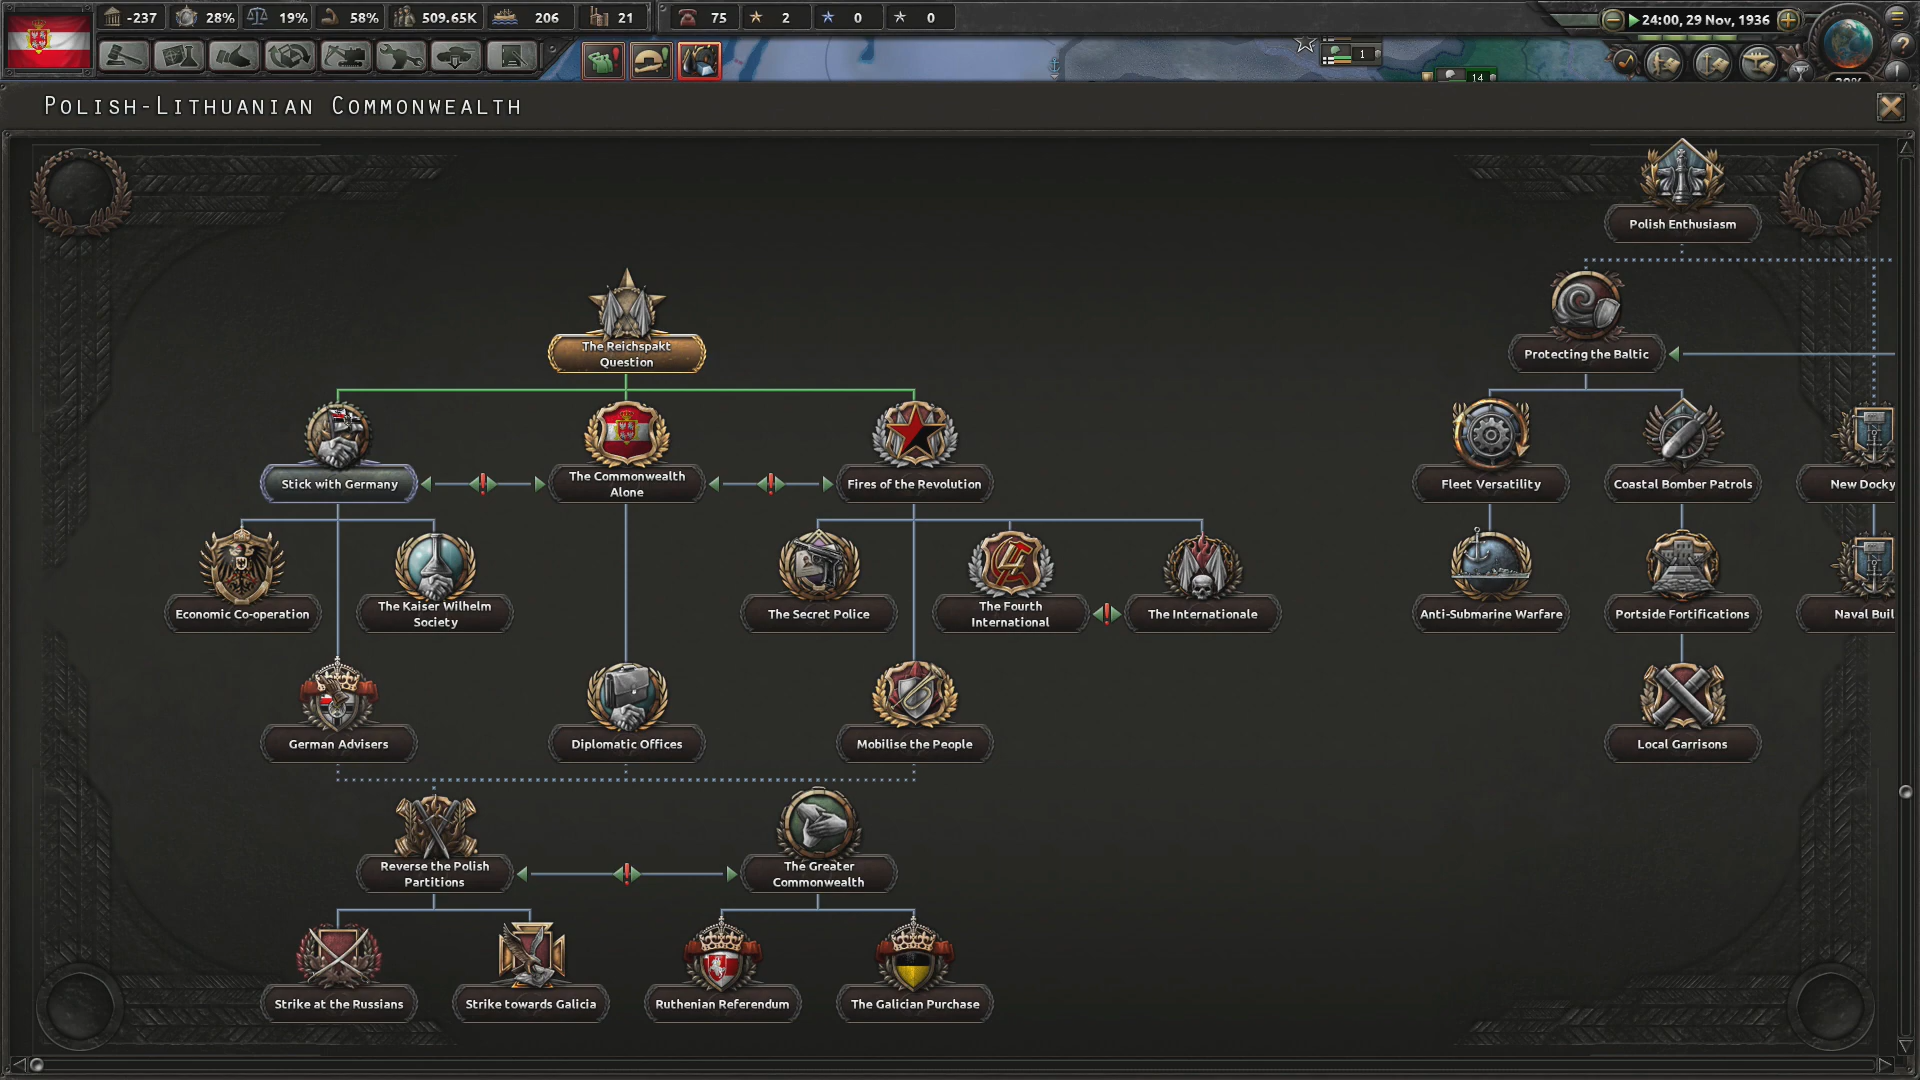 -237 28% 19% 58% 509.65K 206 21 75 2 0 0 24:00, 29 Nov, 1936
1
14
Polish-Lithuanian Commonwealth
Polish Enthusiasm
The Reichspakt
Question
Protecting the Baltic
Stick with Germany
The Commonwealth
Alone
Fires of the Revolution
Fleet Versatility
Coastal Bomber Patrols
New Docky
Economic Co-operation
The Kaiser Wilhelm
Society
The Secret Police
The Fourth
International
The Internationale
Anti-Submarine Warfare
Portside Fortifications
Naval Buil
German Advisers
Diplomatic Offices
Mobilise the People
Local Garrisons
Reverse the Polish
Partitions
The Greater
Commonwealth
Strike at the Russians
Strike towards Galicia
Ruthenian Referendum
The Galician Purchase